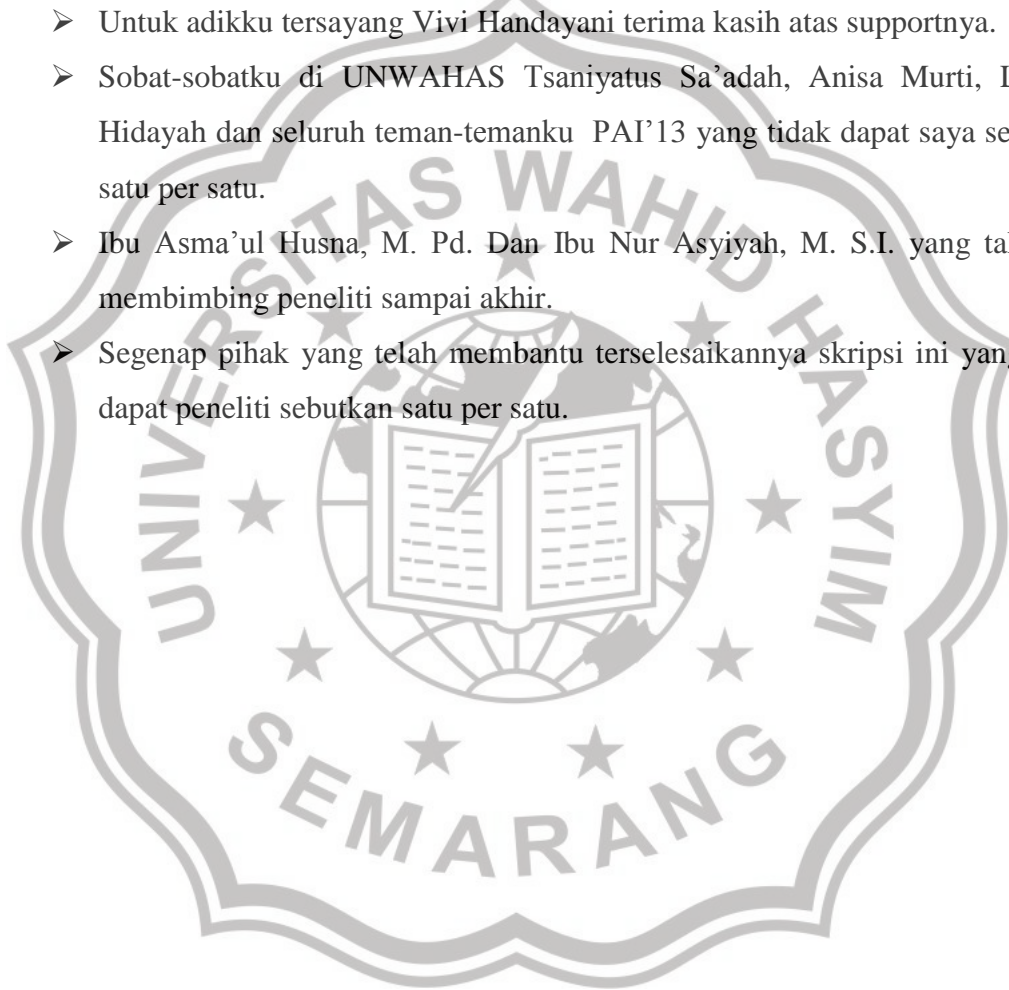 ➢ Untuk adikku tersayang Vivi Handayani terima kasih atas supportnya.
➢ Sobat-sobatku di UNWAHAS Tsaniyatus Sa’adah, Anisa Murti,
Hidayah dan seluruh teman-temanku PAI’13 yang tidak dapat saya
satu per satu.
➢ Ibu Asma’ul Husna, M. Pd. Dan Ibu Nur Asyiyah, M. S.I. yang
membimbing peneliti sampai akhir.
➢ Segenap pihak yang telah membantu terselesaikannya skripsi ini yang
dapat peneliti sebutkan satu per satu.
UNIVERSITAS WAHID HASYIM
SEMARANG